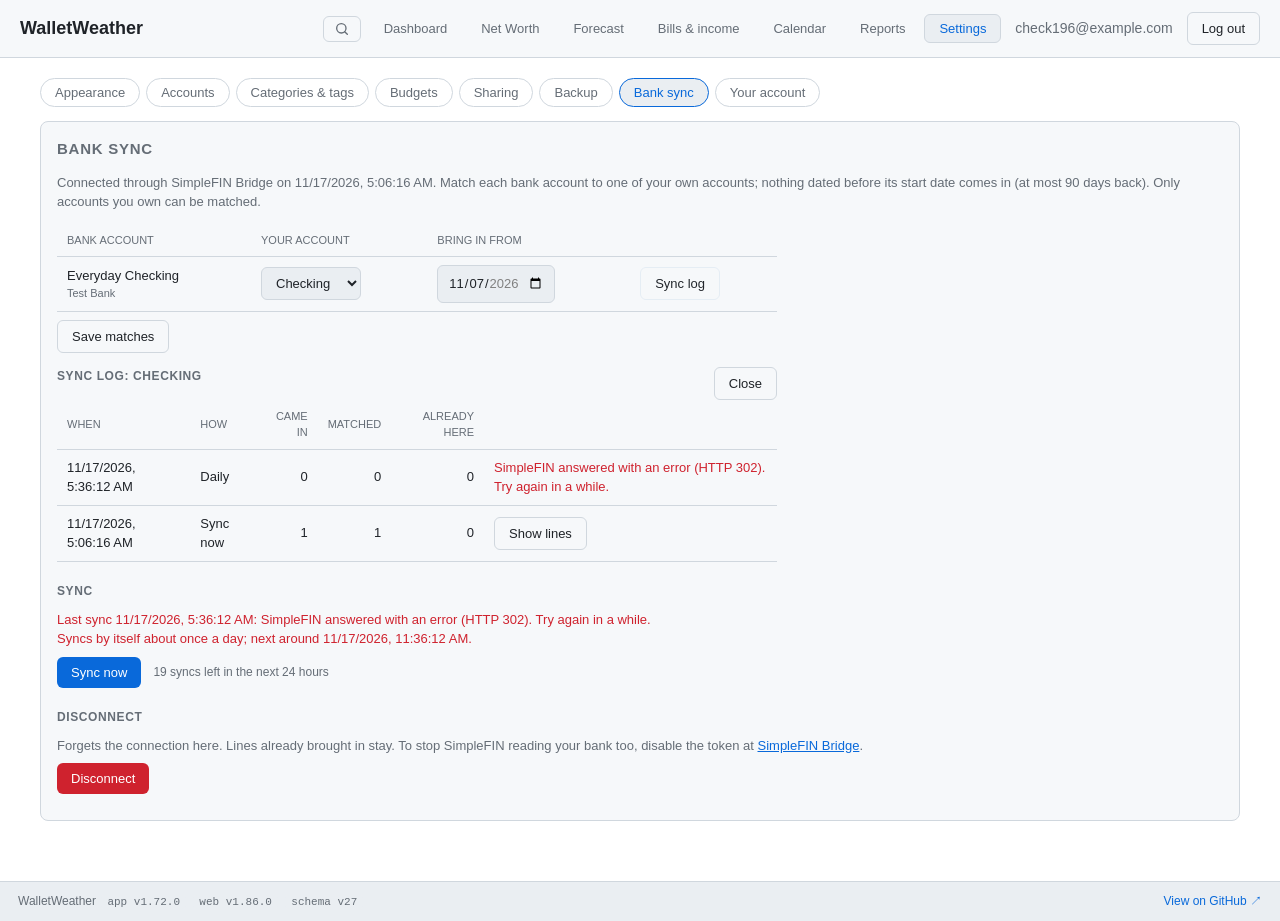 WalletWeather
Dashboard
Net Worth
Forecast
Bills & income
Calendar
Reports
Settings
check196@example.com
Log out
Appearance
Accounts
Categories & tags
Budgets
Sharing
Backup
Bank sync
Your account
BANK SYNC
Connected through SimpleFIN Bridge on 11/17/2026, 5:06:16 AM. Match each bank account to one of your own accounts; nothing dated before its start date comes in (at most 90 days back). Only
accounts you own can be matched.
BANK ACCOUNT
YOUR ACCOUNT
BRING IN FROM
Everyday Checking
Test Bank
Checking
11/07/2026
Sync log
Save matches
SYNC LOG: CHECKING
Close
WHEN
HOW
CAME
IN
MATCHED
ALREADY
HERE
11/17/2026,
5:36:12 AM
Daily
0
0
0
SimpleFIN answered with an error (HTTP 302).
Try again in a while.
11/17/2026,
5:06:16 AM
Sync
now
1
1
0
Show lines
SYNC
Last sync 11/17/2026, 5:36:12 AM: SimpleFIN answered with an error (HTTP 302). Try again in a while.
Syncs by itself about once a day; next around 11/17/2026, 11:36:12 AM.
Sync now
19 syncs left in the next 24 hours
DISCONNECT
Forgets the connection here. Lines already brought in stay. To stop SimpleFIN reading your bank too, disable the token at SimpleFIN Bridge.
Disconnect
WalletWeather
app v1.72.0
web v1.86.0
schema v27
View on GitHub ↗